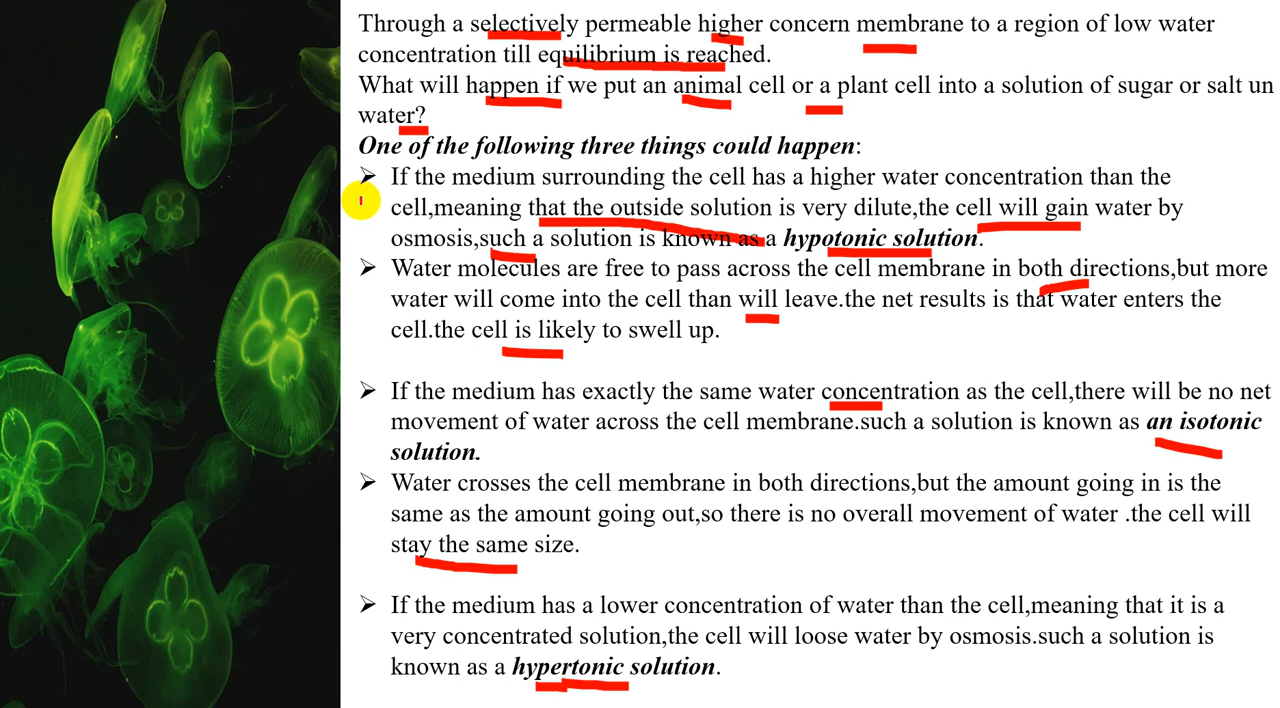 Through a selectively permeable higher concern membrane to a region of low water
concentration till equilibrium is reached.
What will happen if we put an animal cell or a plant cell into a solution of sugar or salt un
water?
One of the following three things could happen:
➢ If the medium surrounding the cell has a higher water concentration than the
cell,meaning that the outside solution is very dilute,the cell will gain water by
osmosis,such a solution is known as a hypotonic solution.
➢ Water molecules are free to pass across the cell membrane in both directions,but more
water will come into the cell than will leave.the net results is that water enters the
cell.the cell is likely to swell up.
➢ If the medium has exactly the same water concentration as the cell,there will be no net
movement of water across the cell membrane.such a solution is known as an isotonic
solution.
➢ Water crosses the cell membrane in both directions,but the amount going in is the
same as the amount going out,so there is no overall movement of water .the cell will
stay the same size.
➢ If the medium has a lower concentration of water than the cell,meaning that it is a
very concentrated solution,the cell will loose water by osmosis.such a solution is
known as a hypertonic solution.